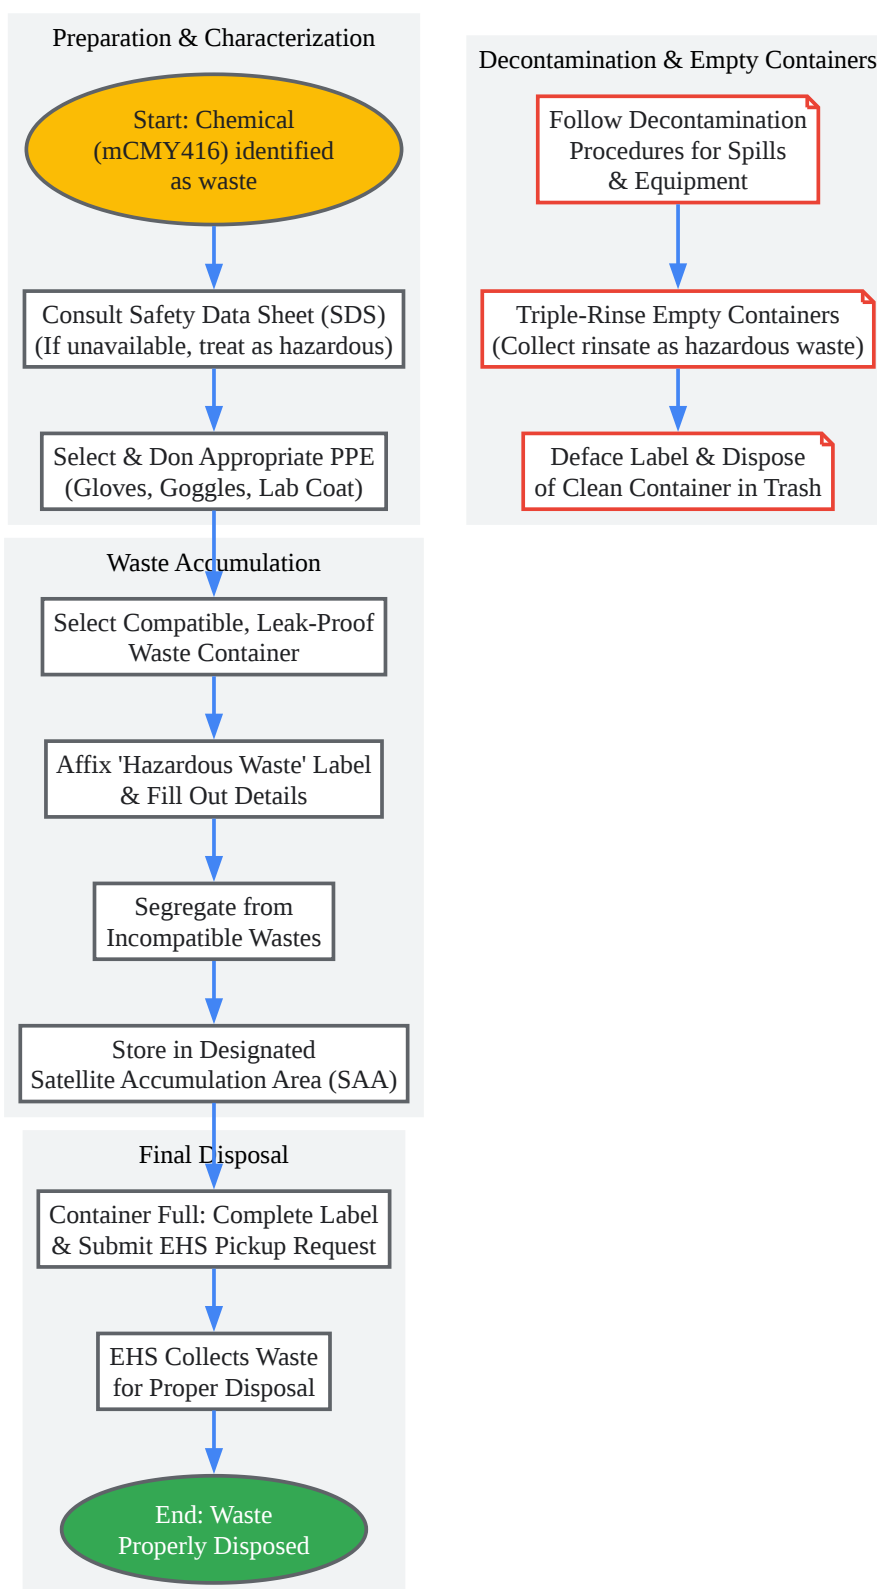 Preparation & Characterization
Start: Chemical
(mCMY416) identified
as waste
Consult Safety Data Sheet (SDS)
(If unavailable, treat as hazardous)
Select & Don Appropriate PPE
(Gloves, Goggles, Lab Coat)
Waste Accumulation
Select Compatible, Leak-Proof
Waste Container
Affix 'Hazardous Waste' Label
& Fill Out Details
Segregate from
Incompatible Wastes
Store in Designated
Satellite Accumulation Area (SAA)
Final Disposal
Container Full: Complete Label
& Submit EHS Pickup Request
EHS Collects Waste
for Proper Disposal
End: Waste
Properly Disposed
Decontamination & Empty Containers
Follow Decontamination
Procedures for Spills
& Equipment
Triple-Rinse Empty Containers
(Collect rinsate as hazardous waste)
Deface Label & Dispose
of Clean Container in Trash